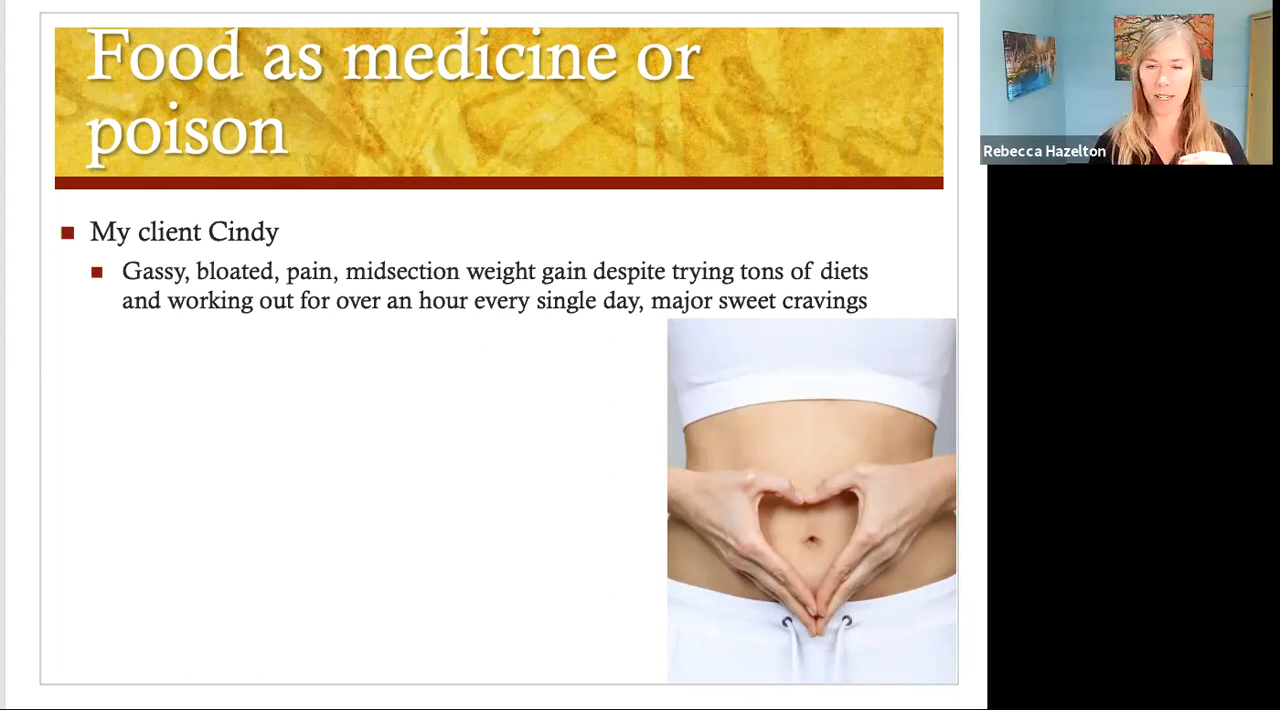 Food as medicine or
poison
My client Cindy
Gassy, bloated, pain, midsection weight gain despite trying tons of diets
and working out for over an hour every single day, major sweet cravings
Rebecca Hazelton